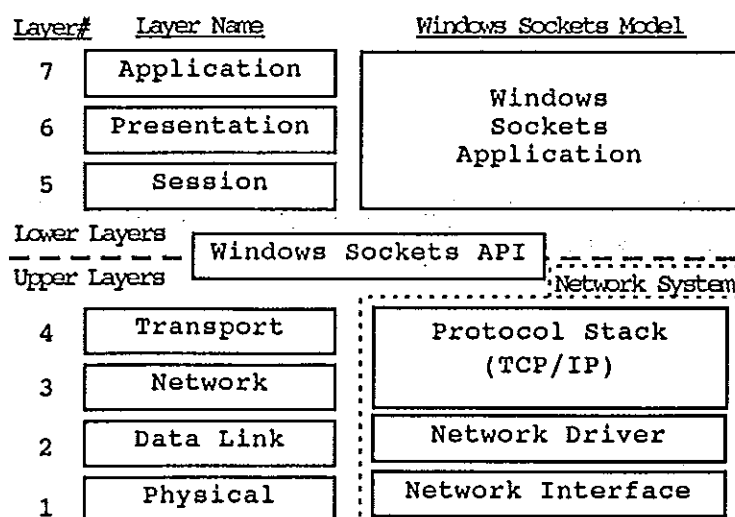 Layer# Layer Name Windows Sockets Model
7 Application
6 Presentation
5 Session
Windows
Sockets
Application
Lower Layers
Windows Sockets API
Upper Layers
Network System
4 Transport
3 Network
2 Data Link
1 Physical
Protocol Stack
(TCP/IP)
Network Driver
Network Interface